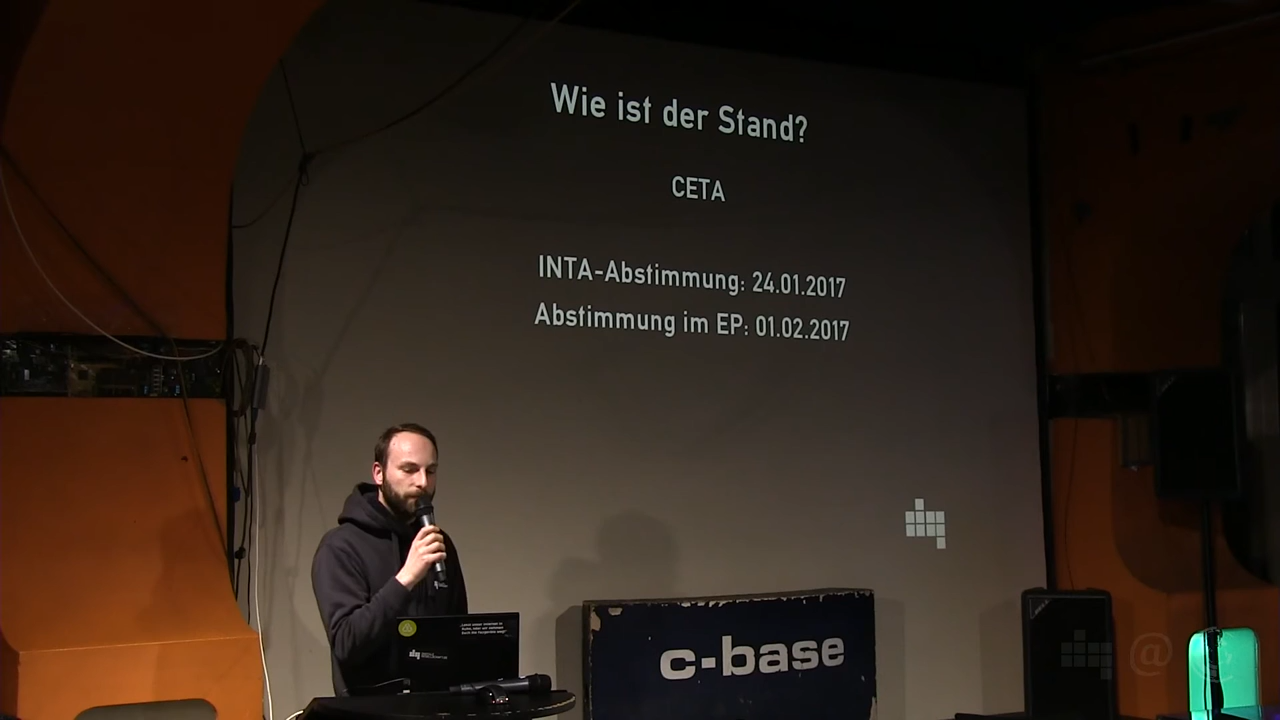 Wie ist der Stand?
CETA
INTA-Abstimmung: 24.01.2017
Abstimmung im EP: 01.02.2017
c-base
@